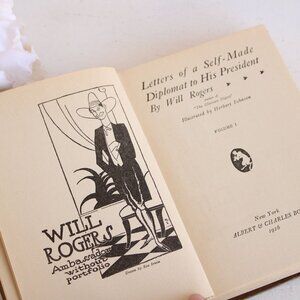 WILL
ROGERS
Ambassador
without
portfolio
Letters of a Self-Made
Diplomat to His President
By Will Rogers
Illustrated by Herbert Johnson
VOLUME I
New York
ALBERT & CHARLES BO
1926